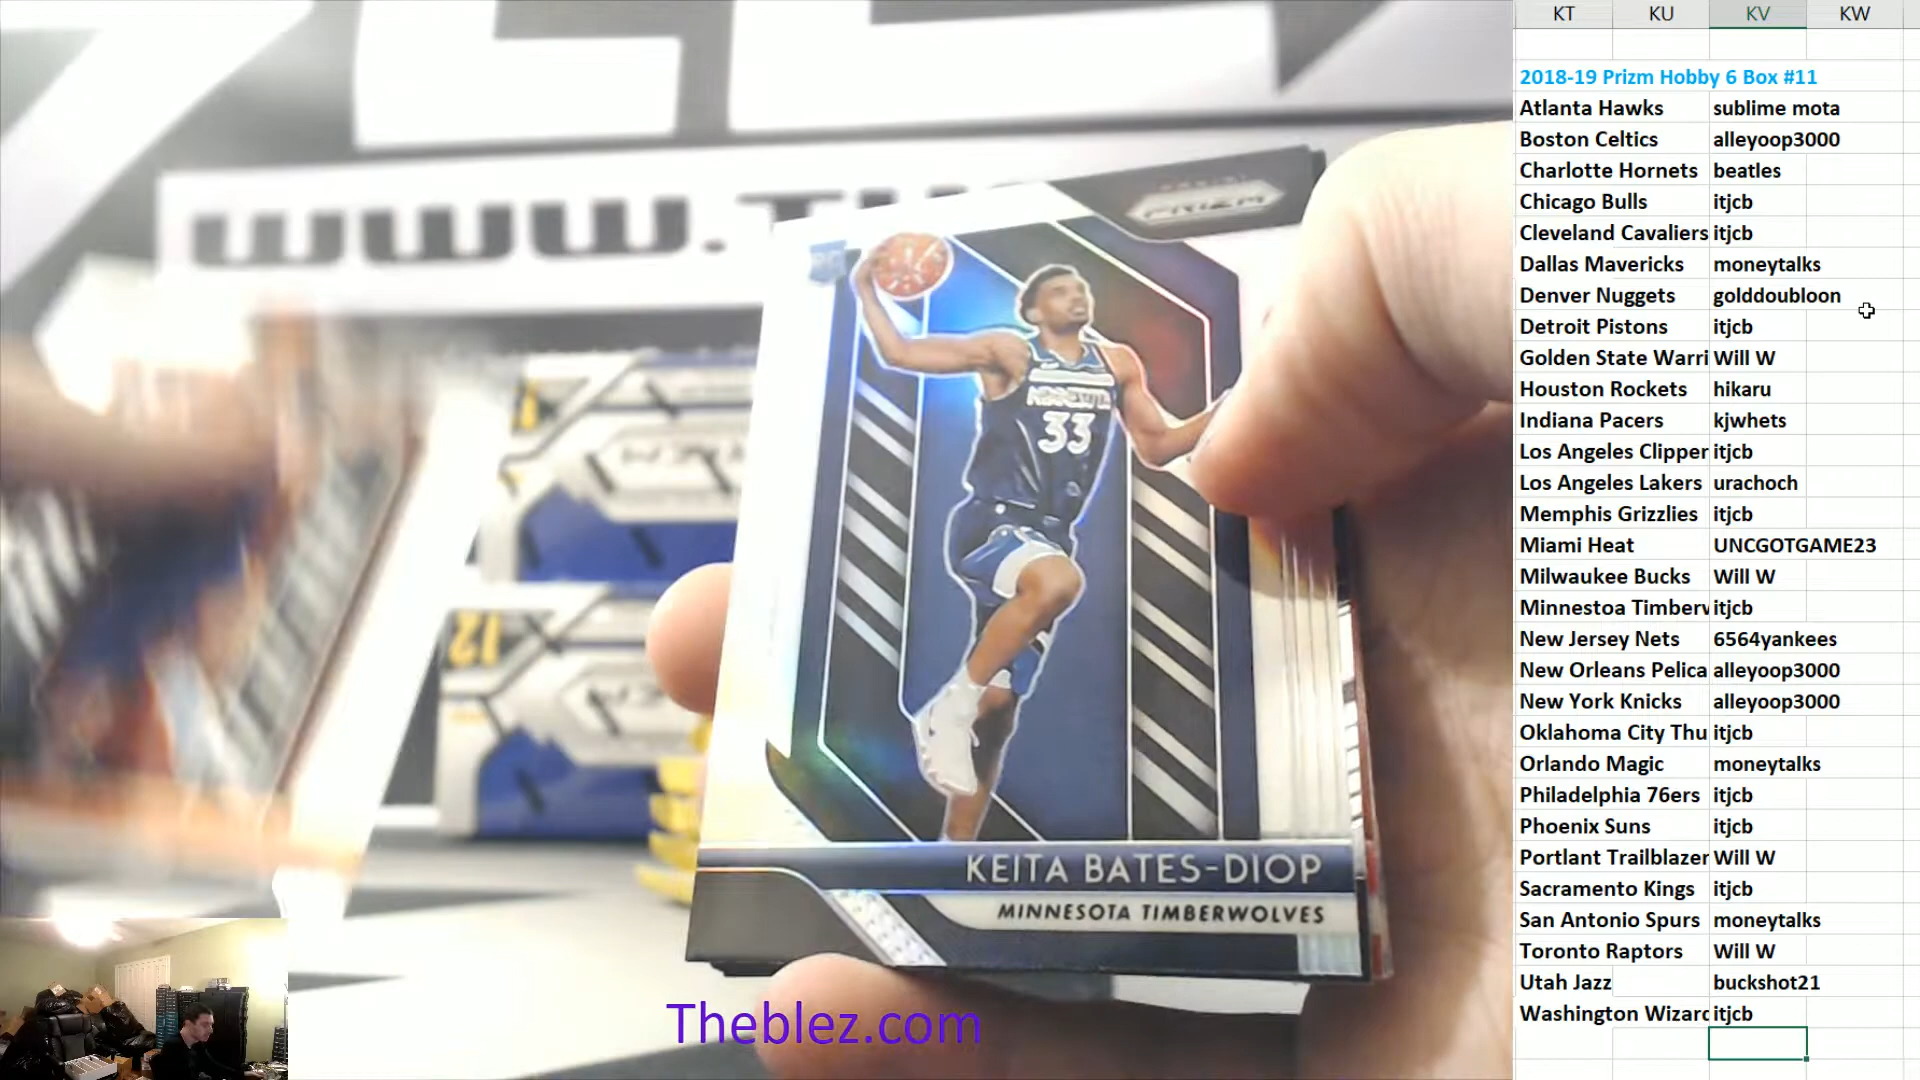 KT KU KV KW
2018-19 Prizm Hobby 6 Box #11
Atlanta Hawks sublime mota
Boston Celtics alleyoop3000
Charlotte Hornets beatles
Chicago Bulls itjcb
Cleveland Cavaliers itjcb
Dallas Mavericks moneytalks
Denver Nuggets golddoubloon
Detroit Pistons itjcb
Golden State Warri Will W
Houston Rockets hikaru
Indiana Pacers kjwhets
Los Angeles Clipper itjcb
Los Angeles Lakers urachoch
Memphis Grizzlies itjcb
Miami Heat UNCGOTGAME23
Milwaukee Bucks Will W
Minnestoa Timberv itjcb
New Jersey Nets 6564yankees
New Orleans Pelica alleyoop3000
New York Knicks alleyoop3000
Oklahoma City Thu itjcb
Orlando Magic moneytalks
Philadelphia 76ers itjcb
Phoenix Suns itjcb
Portlant Trailblazer Will W
Sacramento Kings itjcb
San Antonio Spurs moneytalks
Toronto Raptors Will W
Utah Jazz buckshot21
Washington Wizard itjcb
www.
PRIZM
33
12
KEITA BATES-DIOP
MINNESOTA TIMBERWOLVES
Theblez.com